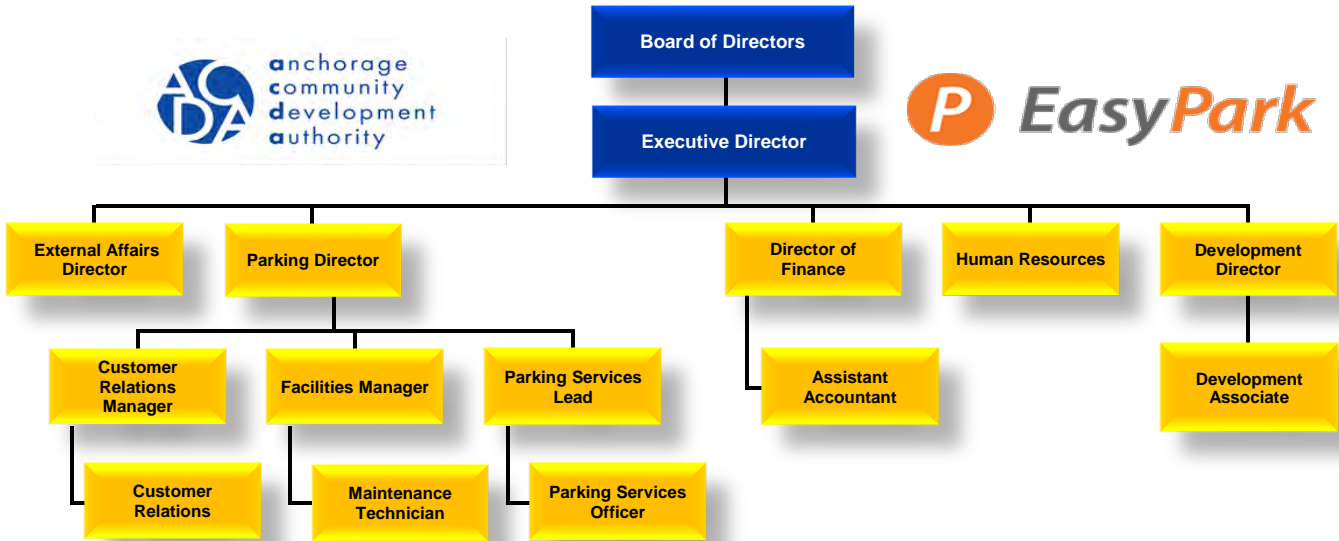 Board of Directors
anchorage
community
development
authority
ACDA
P EasyPark
Executive Director
External Affairs
Director
Parking Director
Director of
Finance
Human Resources
Development
Director
Customer
Relations
Manager
Facilities Manager
Parking Services
Lead
Assistant
Accountant
Development
Associate
Customer
Relations
Maintenance
Technician
Parking Services
Officer